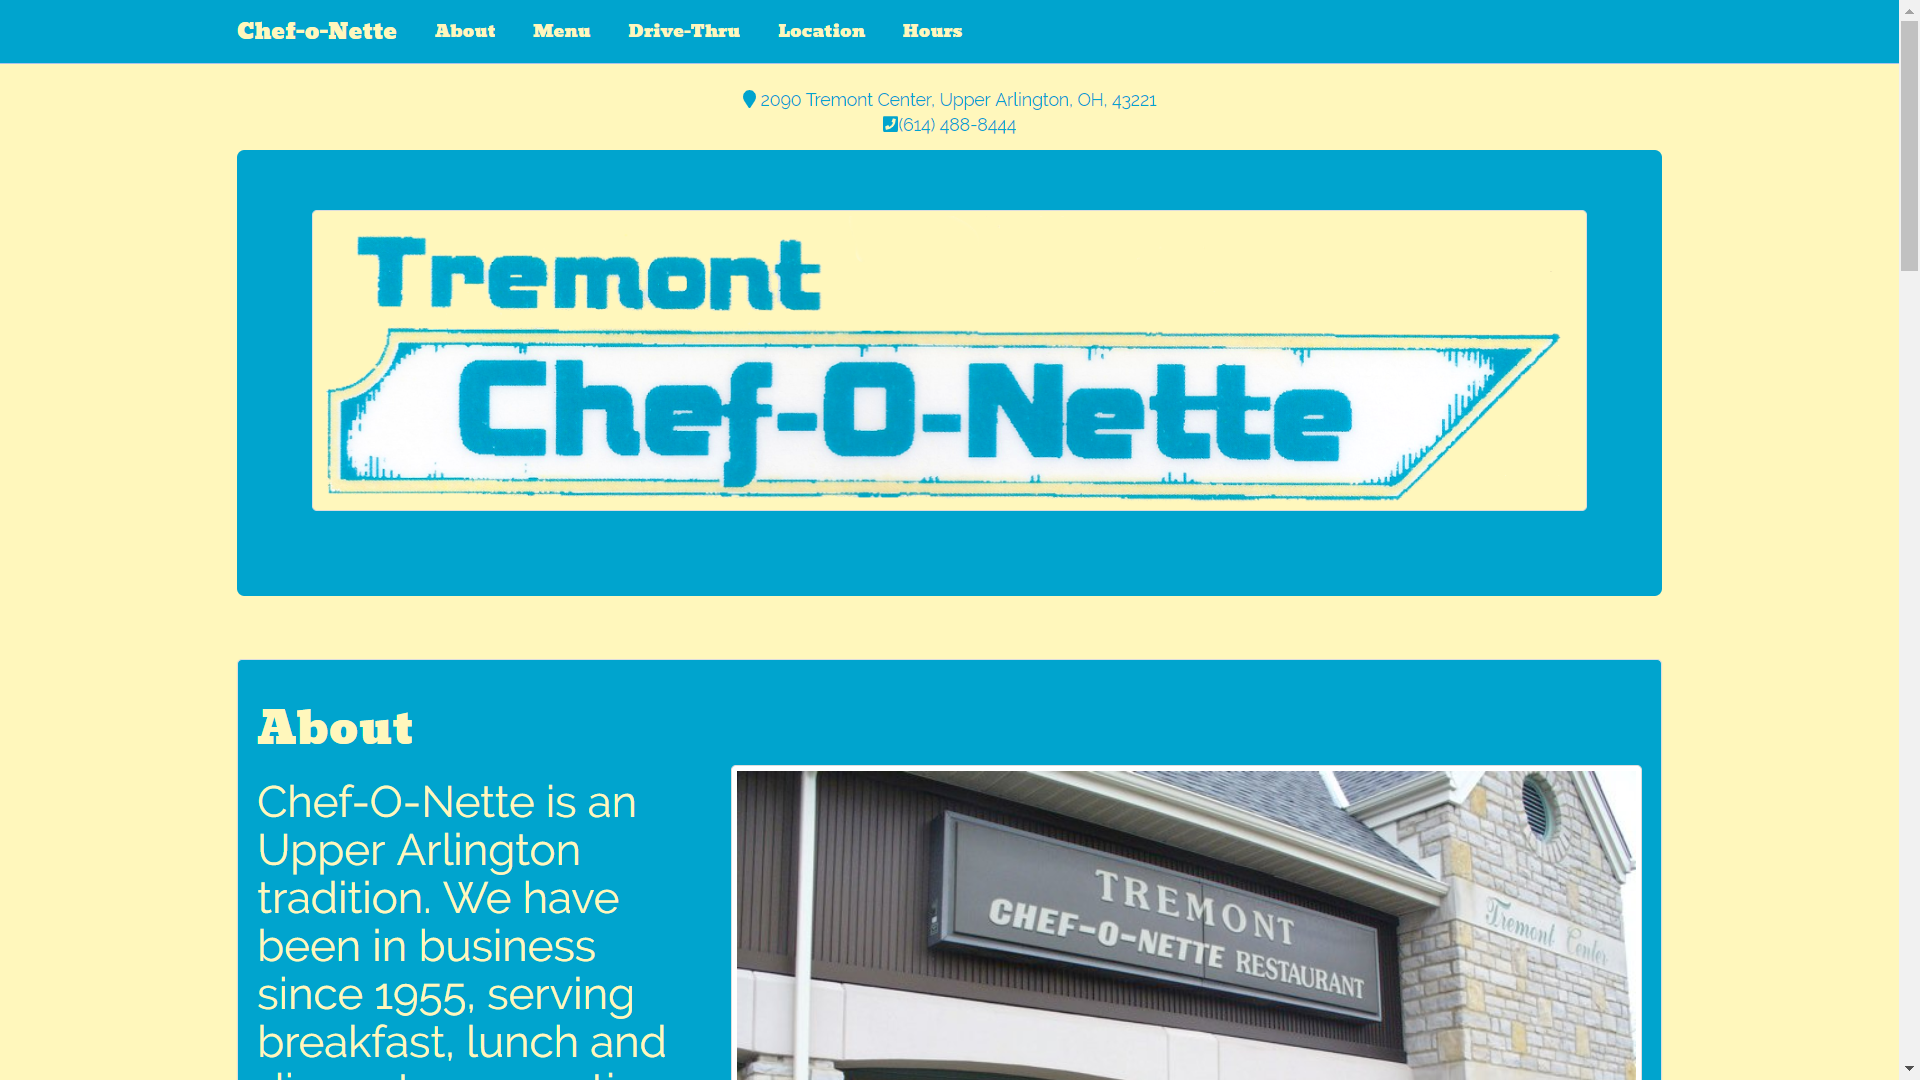 Chef-o-Nette About Menu Drive-Thru Location Hours
2090 Tremont Center, Upper Arlington, OH, 43221
(614) 488-8444
Tremont
Chef-O-Nette
About
Chef-O-Nette is an
Upper Arlington
tradition. We have
been in business
since 1955, serving
breakfast, lunch and
TREMONT
CHEF-O-NETTE RESTAURANT
Tremont Center